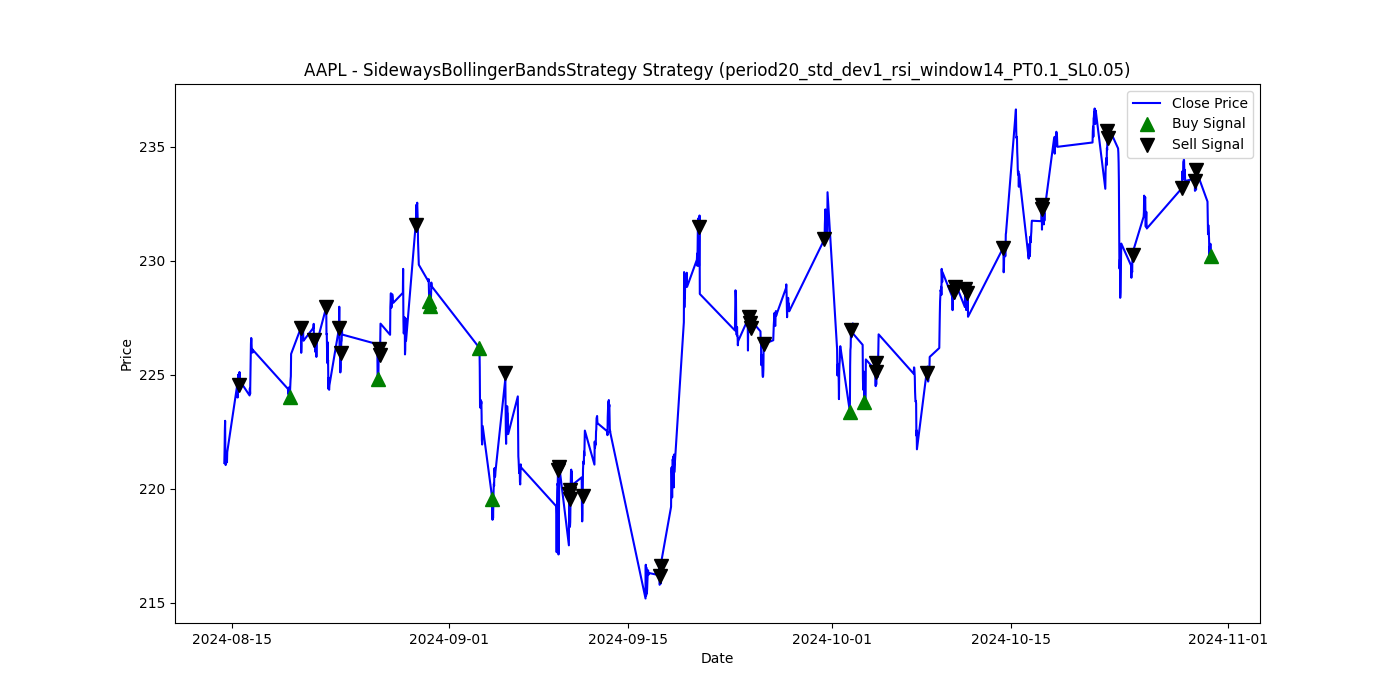 AAPL - SidewaysBollingerBandsStrategy Strategy (period20_std_dev1_rsi_window14_PT0.1_SL0.05)
Close Price
Buy Signal
Sell Signal
235
230
225
220
215
Price
2024-08-15
2024-09-01
2024-09-15
2024-10-01
2024-10-15
2024-11-01
Date